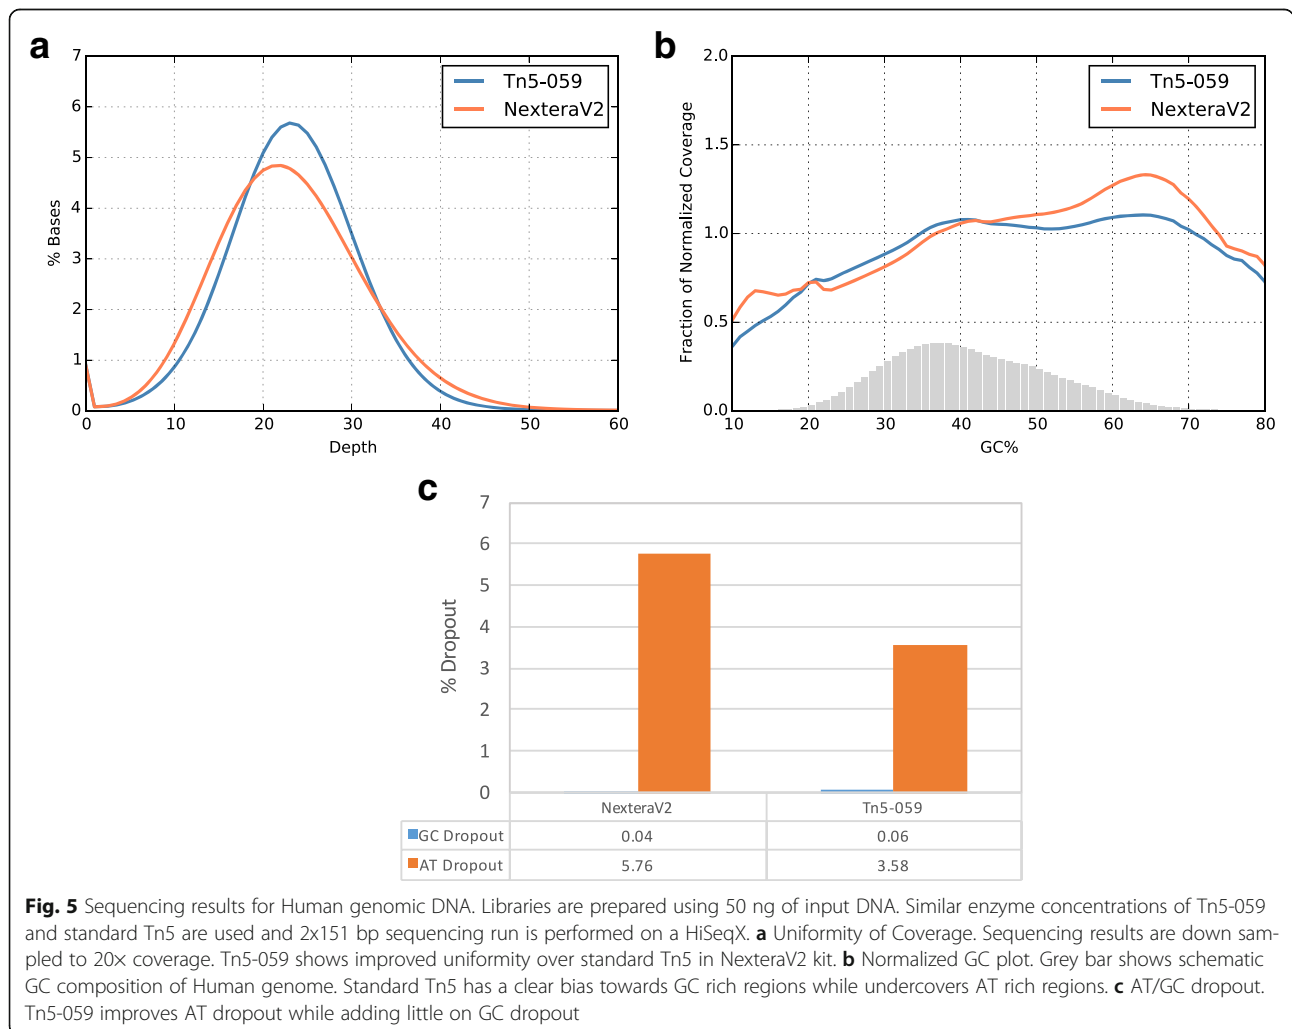 a
7
6
5
4
3
2
1
0
% Bases
0 10 20 30 40 50 60
Depth
Tn5-059
NexteraV2
b
2.0
1.5
1.0
0.5
0.0
Fraction of Normalized Coverage
10 20 30 40 50 60 70 80
GC%
Tn5-059
NexteraV2
c
7
6
5
4
3
2
1
0
% Dropout
NexteraV2 Tn5-059
GC Dropout 0.04 0.06
AT Dropout 5.76 3.58
Fig. 5 Sequencing results for Human genomic DNA. Libraries are prepared using 50 ng of input DNA. Similar enzyme concentrations of Tn5-059
and standard Tn5 are used and 2x151 bp sequencing run is performed on a HiSeqX. a Uniformity of Coverage. Sequencing results are down sam-
pled to 20× coverage. Tn5-059 shows improved uniformity over standard Tn5 in NexteraV2 kit. b Normalized GC plot. Grey bar shows schematic
GC composition of Human genome. Standard Tn5 has a clear bias towards GC rich regions while undercovers AT rich regions. c AT/GC dropout.
Tn5-059 improves AT dropout while adding little on GC dropout